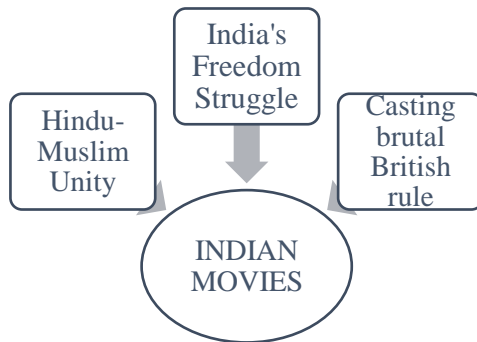 India's
Freedom
Struggle
Hindu-
Muslim
Unity
Casting
brutal
British
rule
INDIAN
MOVIES